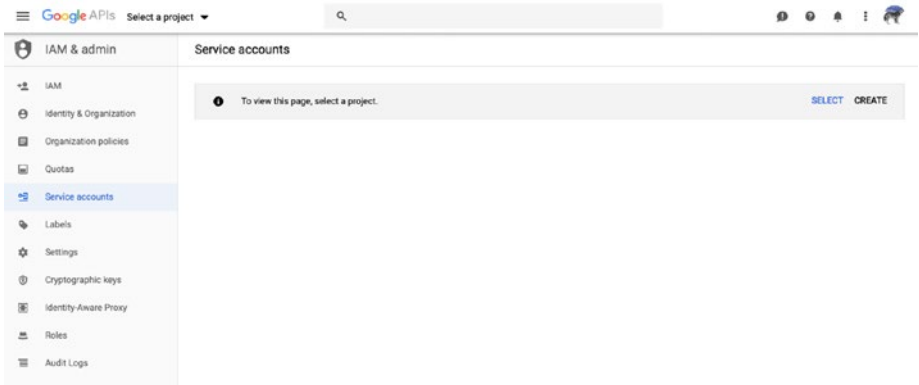 Google APIs Select a project
IAM & admin
Service accounts
IAM
Identity & Organization
Organization policies
Quotas
Service accounts
Labels
Settings
Cryptographic keys
Identity-Aware Proxy
Roles
Audit Logs
To view this page, select a project.
SELECT CREATE